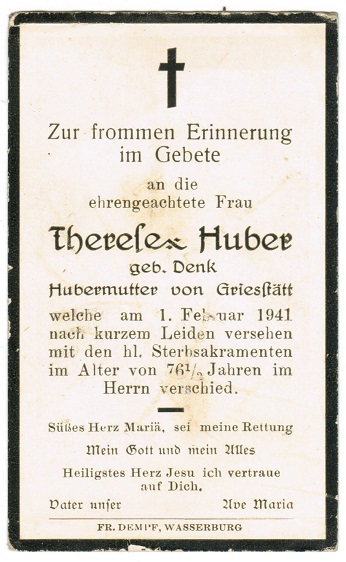 Zur frommen Erinnerung
im Gebete
an die
ehrengeachtete Frau
Therese Huber
geb. Denk
Hubermutter von Griesstätt
welche am 1. Februar 1941
nach kurzem Leiden versehen
mit den hl. Sterbsakramenten
im Alter von 76½ Jahren im
Herrn verschied.
Süßes Herz Mariä, sei meine Rettung
Mein Gott und mein Alles
Heiligstes Herz Jesu ich vertraue
auf Dich.
Vater unser Ave Maria
FR. DEMPF, WASSERBURG